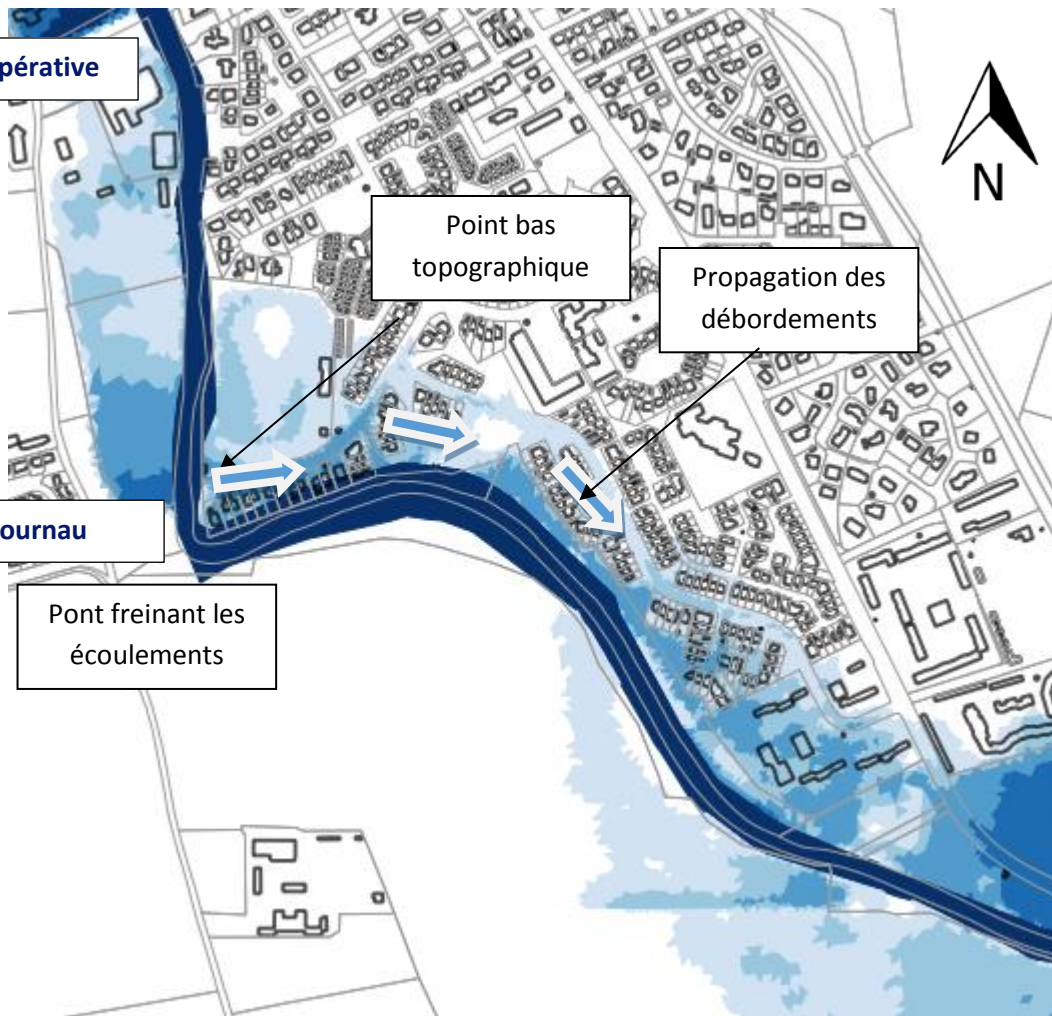 pérative
Point bas
topographique
Propagation des
débordements
N
ournau
Pont freinant les
écoulements